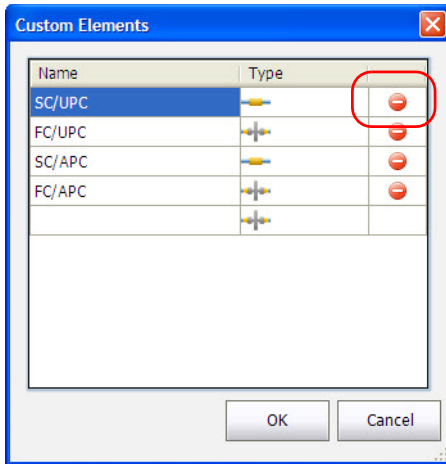 Custom Elements
Name Type
SC/UPC
FC/UPC
SC/APC
FC/APC
OK Cancel